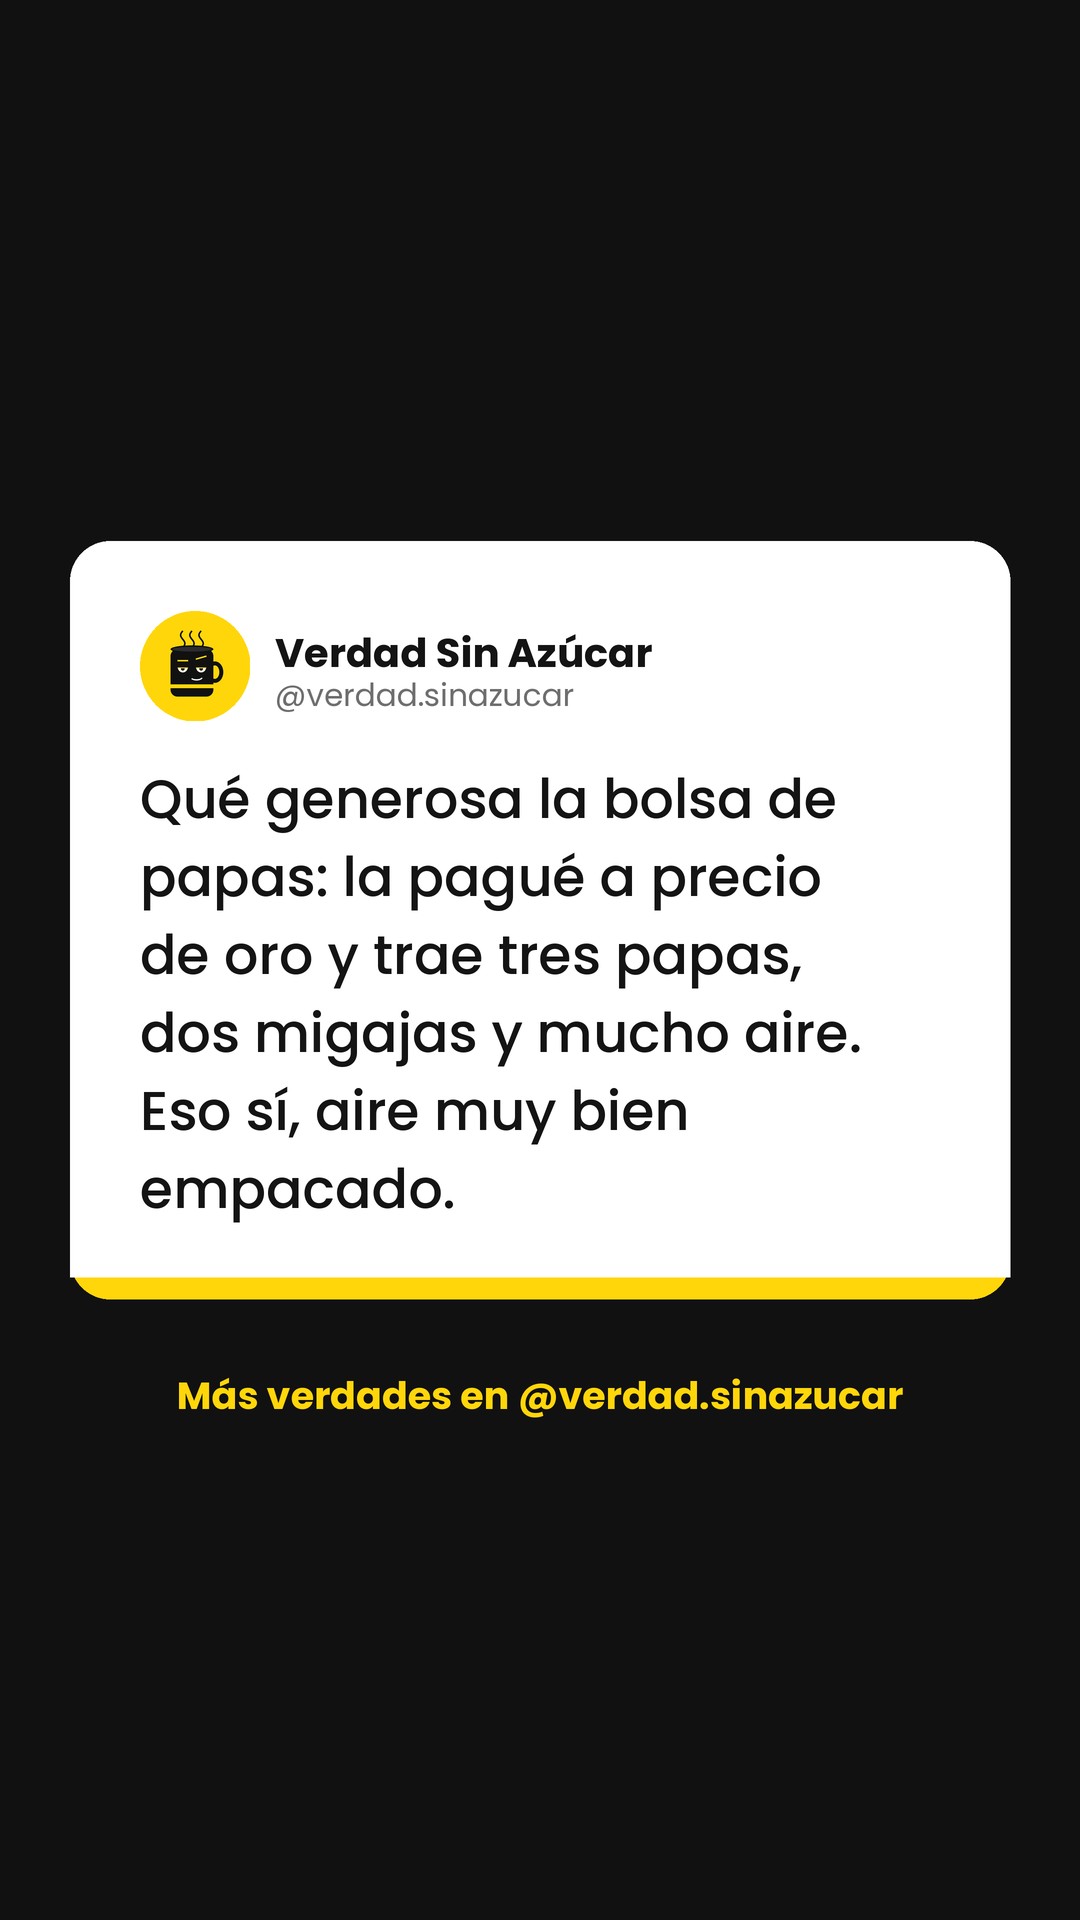 Verdad Sin Azúcar
@verdad.sinazucar
Qué generosa la bolsa de
papas: la pagué a precio
de oro y trae tres papas,
dos migajas y mucho aire.
Eso sí, aire muy bien
empacado.
Más verdades en @verdad.sinazucar